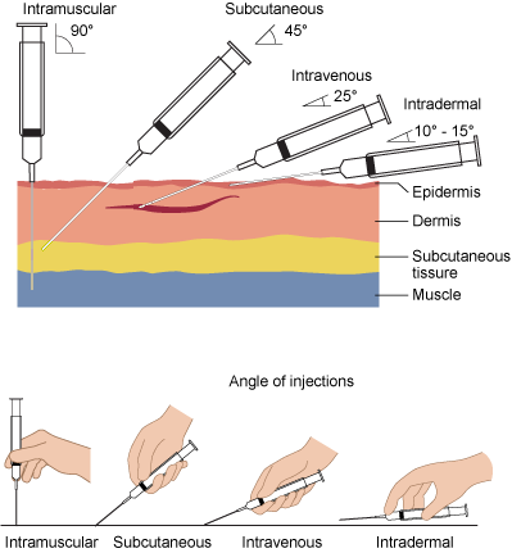 Intramuscular
90°
Subcutaneous
45°
Intravenous
25°
Intradermal
10° - 15°
Epidermis
Dermis
Subcutaneous
tissure
Muscle
Angle of injections
Intramuscular
Subcutaneous
Intravenous
Intradermal